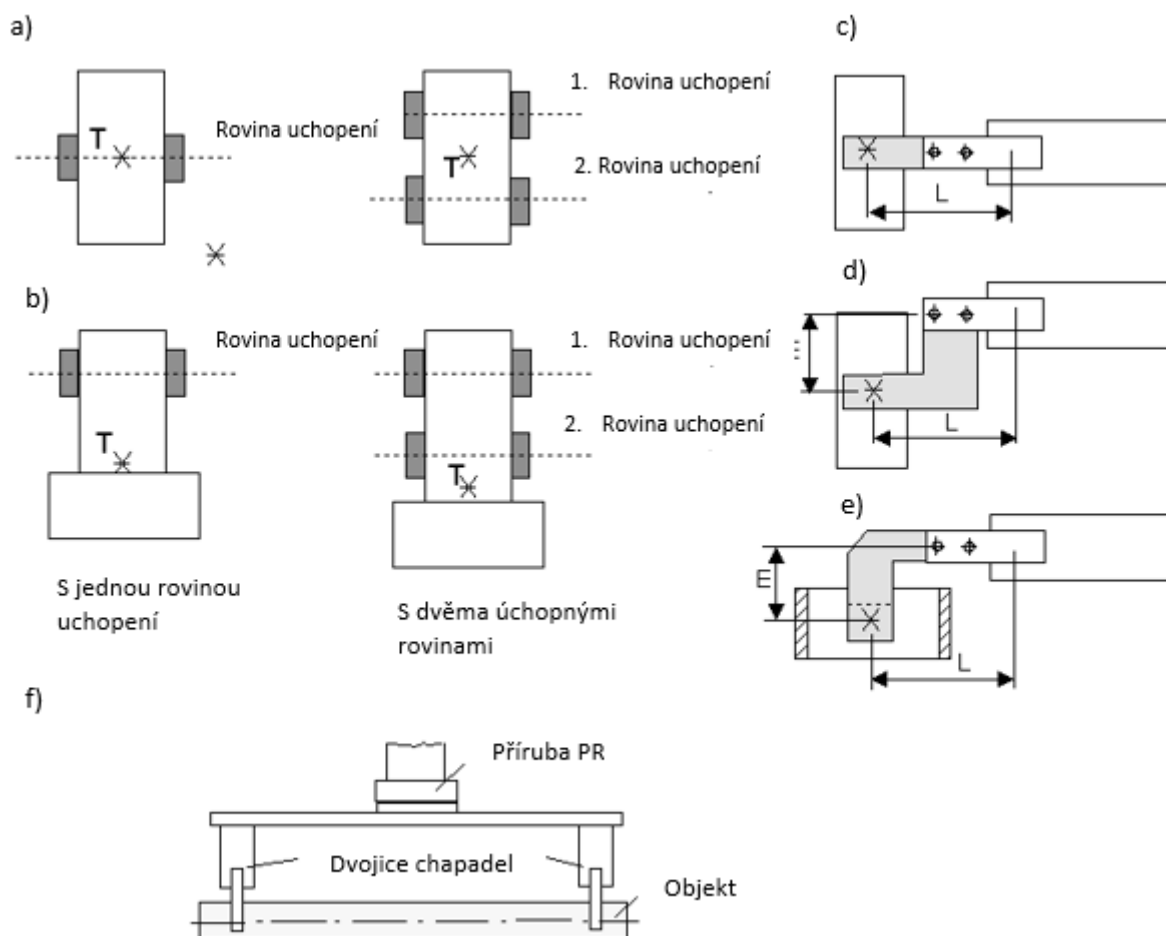 a)
T
Rovina uchopení
1. Rovina uchopení
T
2. Rovina uchopení
b)
Rovina uchopení
T
1. Rovina uchopení
2. Rovina uchopení
T
S jednou rovinou
uchopení
S dvěma úchopnými
rovinami
c)
L
d)
L
e)
m
L
f)
Příruba PR
Dvojice chapadel
Objekt